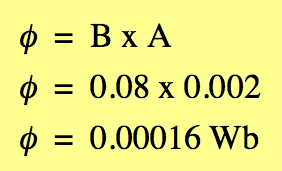 ϕ = B x A
ϕ = 0.08 x 0.002
ϕ = 0.00016 Wb